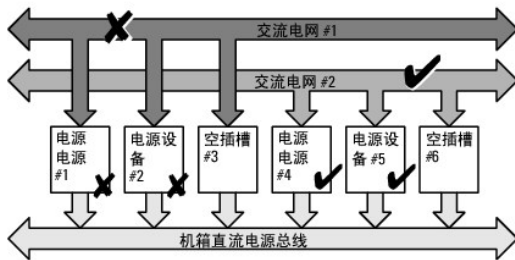 交流电网 #1
交流电网 #2
电源
电源
#1
电源设
备
#2
空插槽
#3
电源
电源
#4
电源设
备 #5
空插槽
#6
机箱直流电源总线